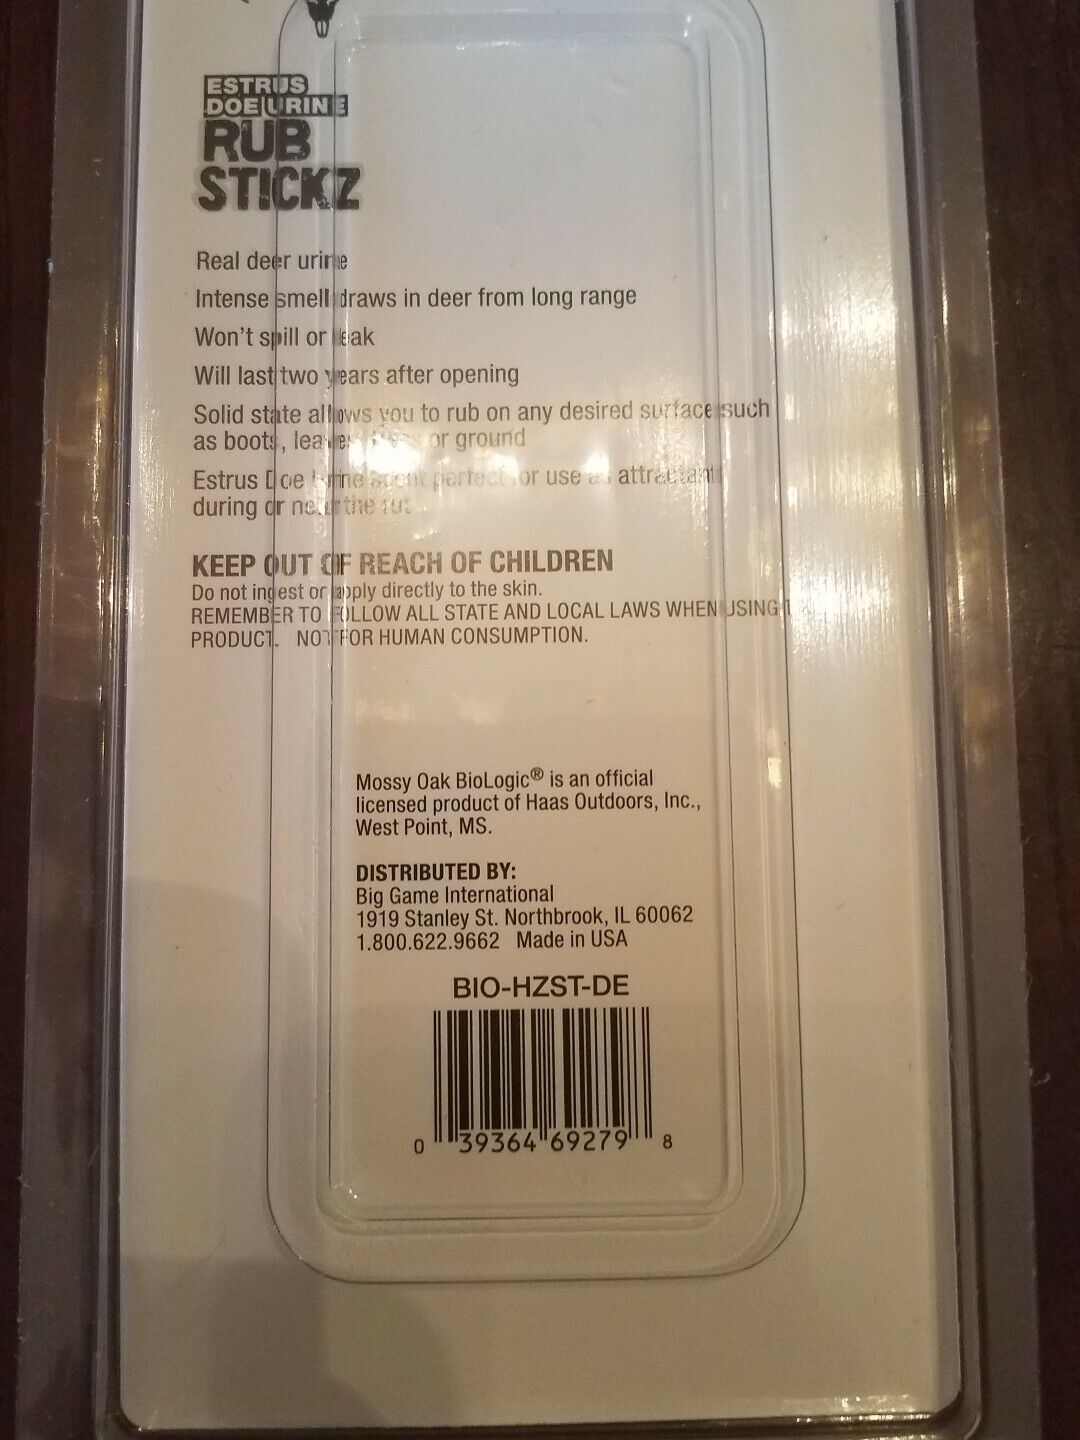 ESTRUS
DOE URINE
RUB
STICKZ
Real deer urine
Intense smell draws in deer from long range
Won't spill or leak
Will last two years after opening
Solid state allows you to rub on any desired surface such
as boots, leaves, trees or ground
Estrus Doe Urine scent perfect for use as attractant
during or near the rut
KEEP OUT OF REACH OF CHILDREN
Do not ingest or apply directly to the skin.
REMEMBER TO FOLLOW ALL STATE AND LOCAL LAWS WHEN USING
PRODUCT. NOT FOR HUMAN CONSUMPTION.
Mossy Oak BioLogic® is an official
licensed product of Haas Outdoors, Inc.,
West Point, MS.
DISTRIBUTED BY:
Big Game International
1919 Stanley St. Northbrook, IL 60062
1.800.622.9662 Made in USA
BIO-HZST-DE
0 39364 69279 8